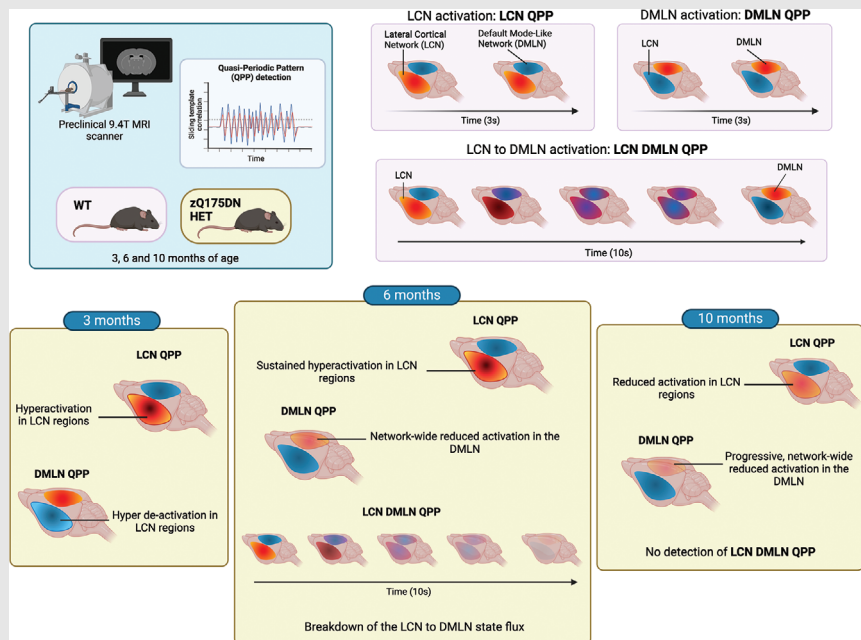 Preclinical 9.4T MRI
scanner
Quasi-Periodic Pattern
(QPP) detection
Sliding template
correlation
Time
WT
zQ175DN
HET
3, 6 and 10 months of age
LCN activation: LCN QPP
Lateral Cortical
Network (LCN)
Default Mode-Like
Network (DMLN)
Time (3s)
DMLN activation: DMLN QPP
LCN
DMLN
Time (3s)
LCN to DMLN activation: LCN DMLN QPP
LCN
DMLN
Time (10s)
3 months
LCN QPP
Hyperactivation
in LCN regions
DMLN QPP
Hyper de-activation in
LCN regions
6 months
LCN QPP
Sustained hyperactivation in LCN
regions
DMLN QPP
Network-wide reduced activation in the
DMLN
LCN DMLN QPP
Time (10s)
Breakdown of the LCN to DMLN state flux
10 months
LCN QPP
Reduced activation in LCN
regions
DMLN QPP
Progressive, network-wide
reduced activation in the
DMLN
No detection of LCN DMLN QPP